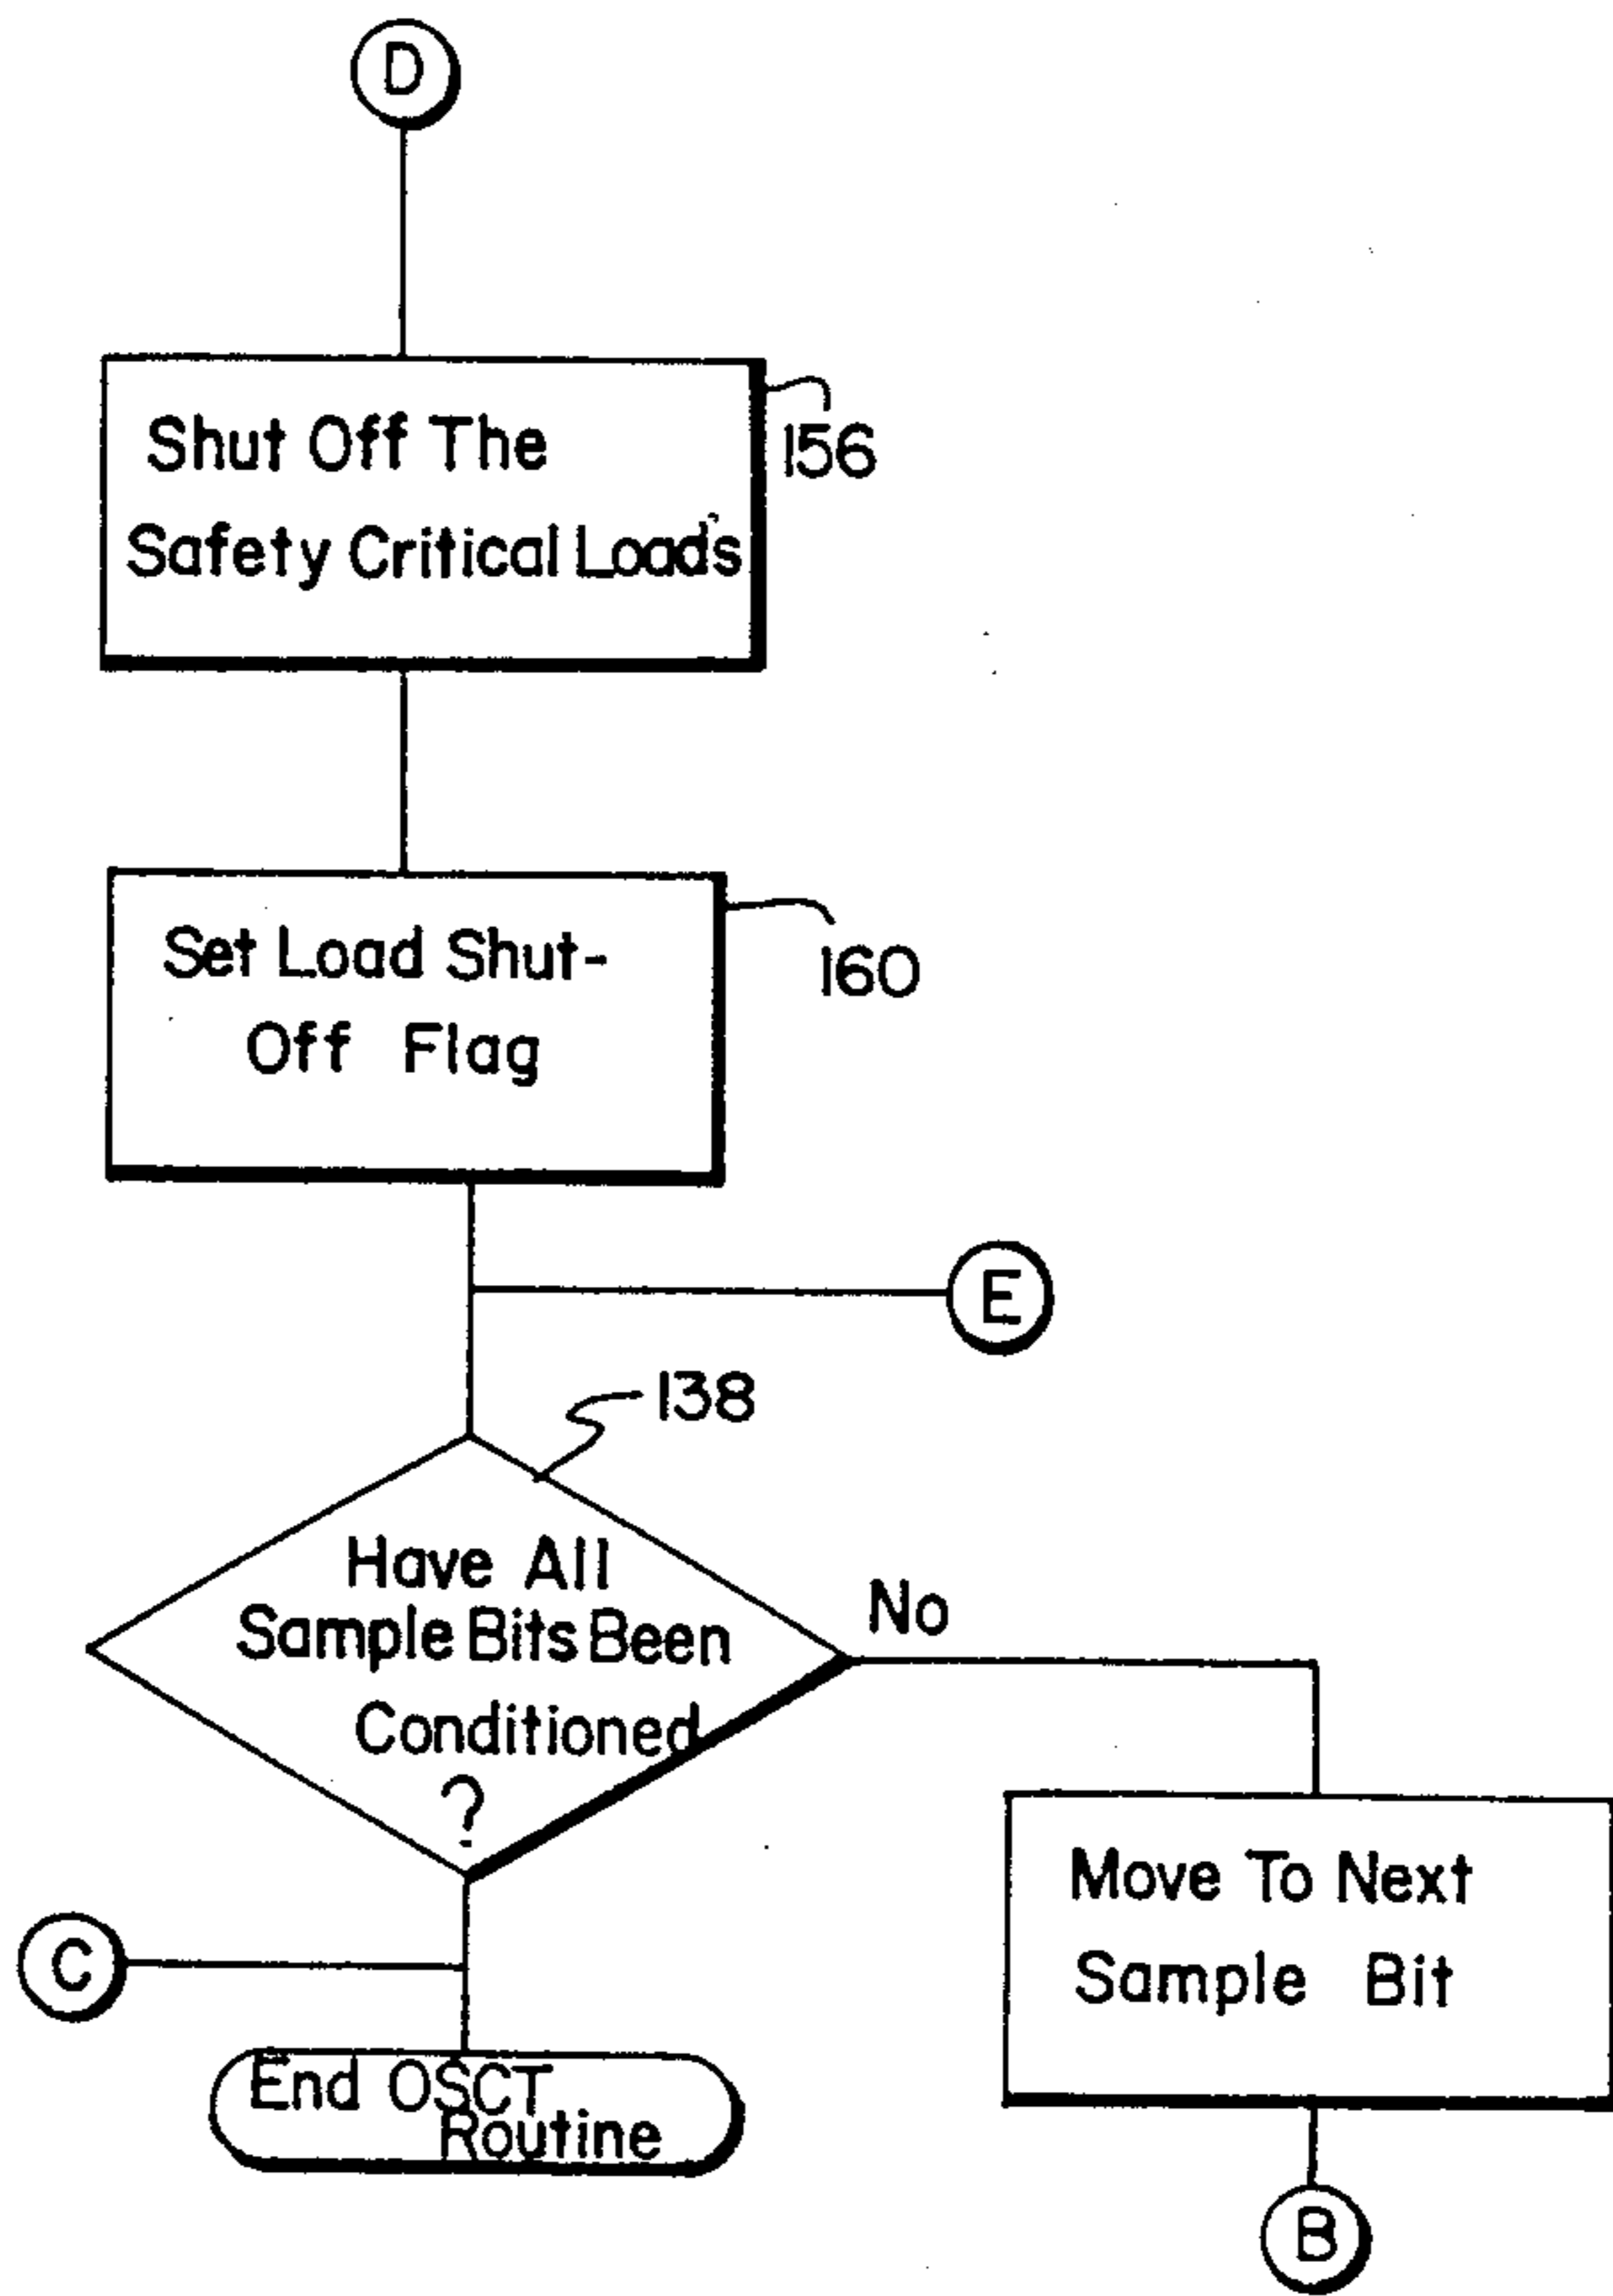 D
Shut Off The
156
Safety Critical Loads
Set Load Shut-
160
Off Flag
E
138
Have All
No
Sample Bits Been
Conditioned
?
Move To Next
Sample Bit
C
End OSCT
Routine
B